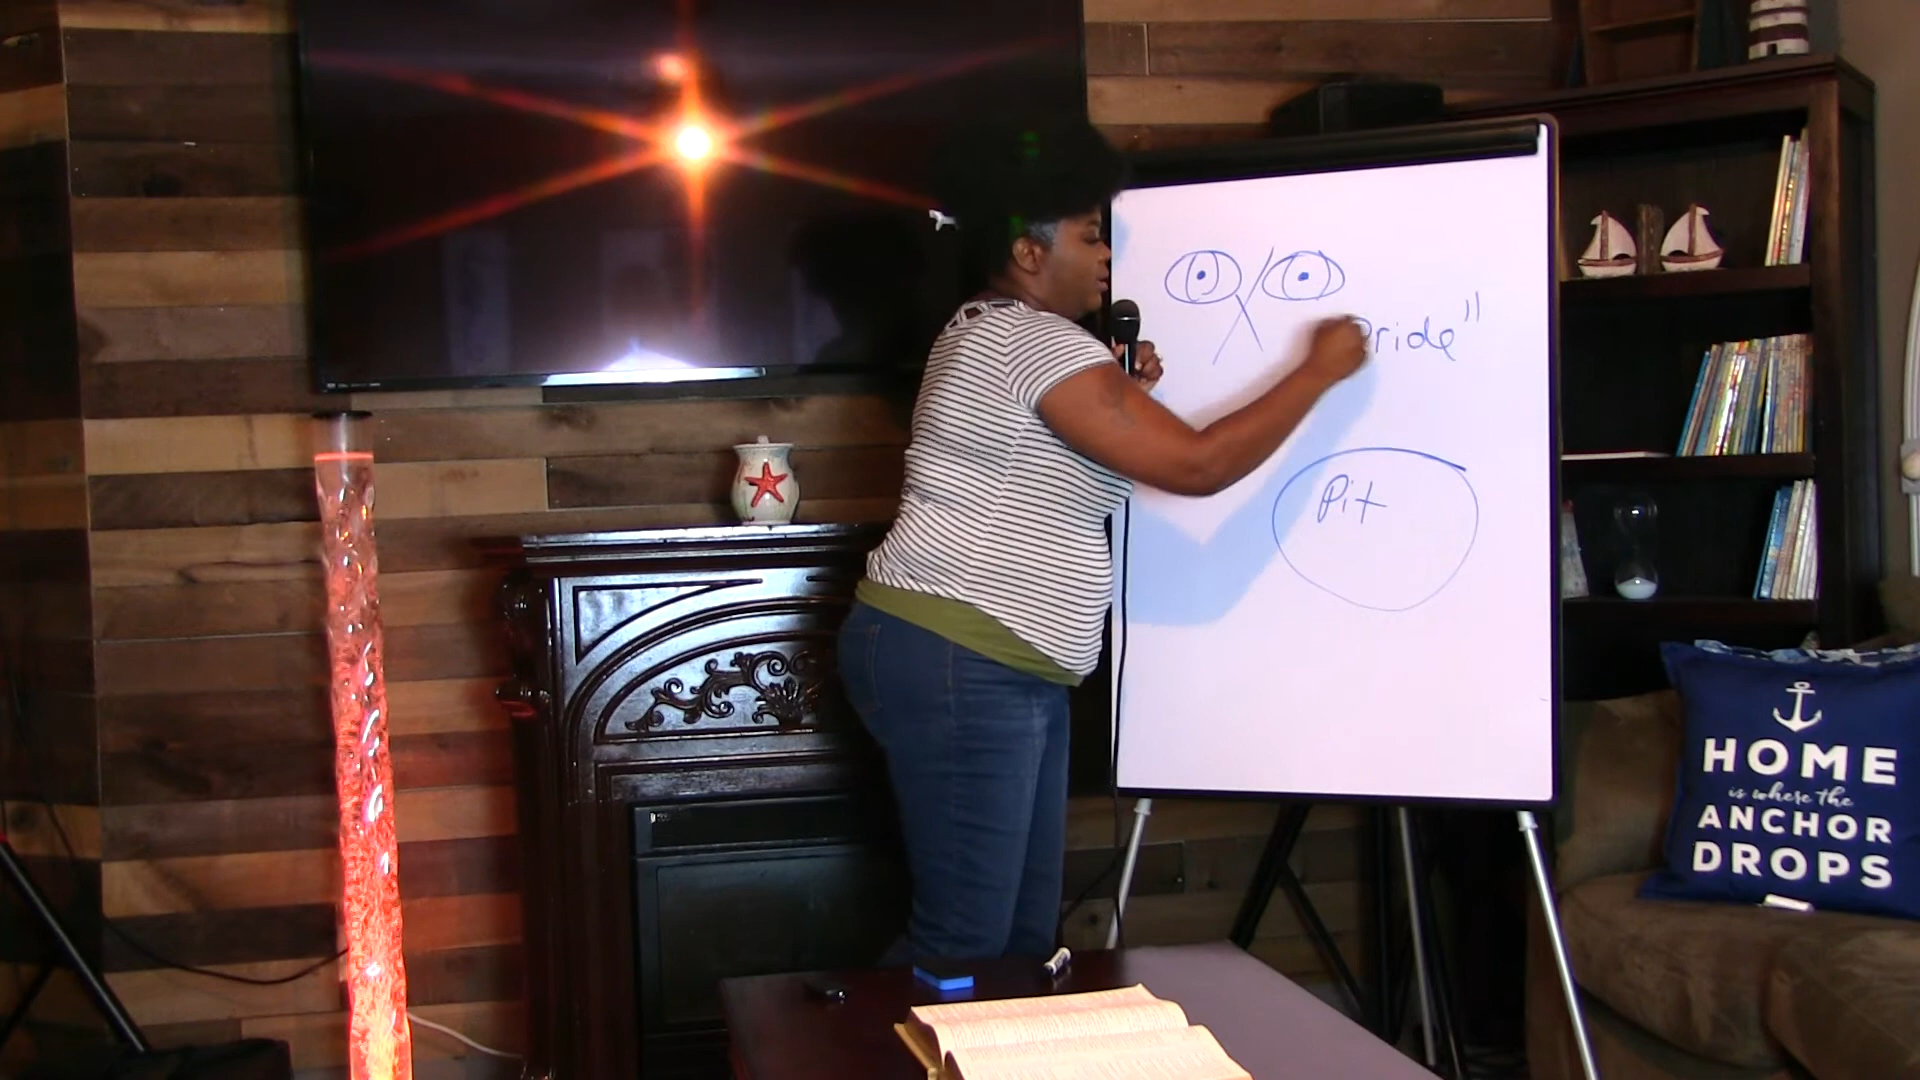 Pride"
Pit
HOME
is where the
ANCHOR
DROPS